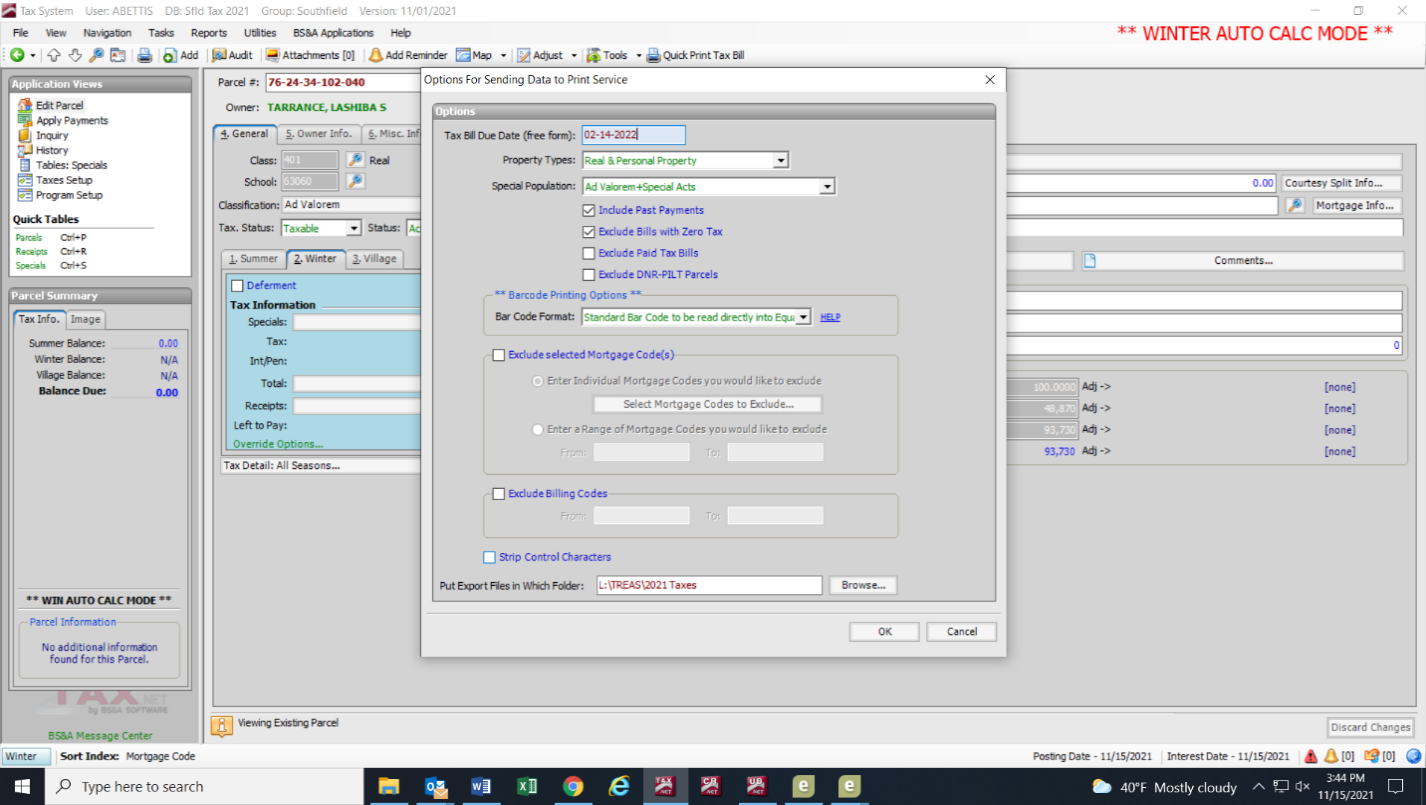 Tax System User: ABETTIS DB: Sfld Tax 2021 Group: Southfield Version: 11/01/2021
File View Navigation Tasks Reports Utilities BS&A Applications Help
** WINTER AUTO CALC MODE **
Add Audit Attachments [0] Add Reminder Map Adjust Tools Quick Print Tax Bill
Application Views
Edit Parcel
Apply Payments
Inquiry
History
Tables: Specials
Taxes Setup
Program Setup
Quick Tables
Parcels Ctrl+P
Receipts Ctrl+R
Specials Ctrl+S
Parcel Summary
Tax Info. Image
Summer Balance: 0.00
Winter Balance: N/A
Village Balance: N/A
Balance Due: 0.00
** WIN AUTO CALC MODE **
Parcel Information
No additional information
found for this Parcel.
TAX.NET
by BS&A SOFTWARE
BS&A Message Center
Parcel #: 76-24-34-102-040
Owner: TARRANCE, LASHIBA S
4. General 5. Owner Info. 6. Misc. Inf
Class: 401 Real
School: 63060
Classification: Ad Valorem
Tax. Status: Taxable Status: Ac
1. Summer 2. Winter 3. Village
Deferment
Tax Information
Specials:
Tax:
Int/Pen:
Total:
Receipts:
Left to Pay:
Override Options...
Tax Detail: All Seasons...
Options For Sending Data to Print Service
Options
Tax Bill Due Date (free form): 02-14-2022
Property Types: Real & Personal Property
Special Population: Ad Valorem+Special Acts
Include Past Payments
Exclude Bills with Zero Tax
Exclude Paid Tax Bills
Exclude DNR-PILT Parcels
** Barcode Printing Options **
Bar Code Format: Standard Bar Code to be read directly into Equa HELP
Exclude selected Mortgage Code(s)
Enter Individual Mortgage Codes you would like to exclude
Select Mortgage Codes to Exclude...
Enter a Range of Mortgage Codes you would like to exclude
From: To:
Exclude Billing Codes
From: To:
Strip Control Characters
Put Export Files in Which Folder: L:\TREAS\2021 Taxes Browse...
OK Cancel
0.00 Courtesy Split Info...
Mortgage Info...
Comments...
0
100.0000 Adj -> [none]
48,870 Adj -> [none]
93,730 Adj -> [none]
93,730 Adj -> [none]
Viewing Existing Parcel
Discard Changes
Winter Sort Index: Mortgage Code
Posting Date - 11/15/2021 Interest Date - 11/15/2021 [0] [0]
Type here to search
TAX .NET C.R .NET U.B .NET
40°F Mostly cloudy
3:44 PM
11/15/2021